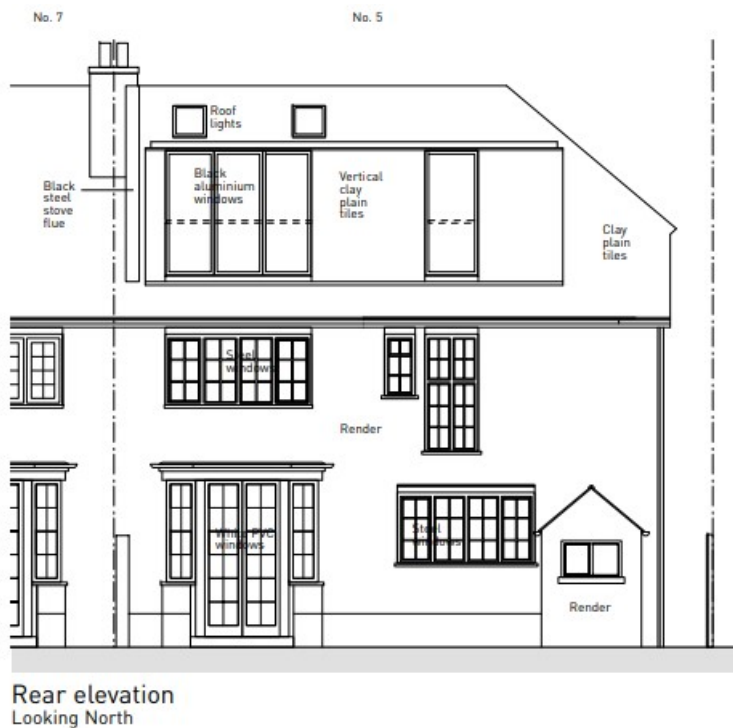 No. 7
No. 5
Roof
lights
Black
aluminium
windows
Vertical
clay
plain
tiles
Black
steel
stove
flue
Clay
plain
tiles
Steel
windows
Render
White PVC
windows
Steel
windows
Render
Rear elevation
Looking North